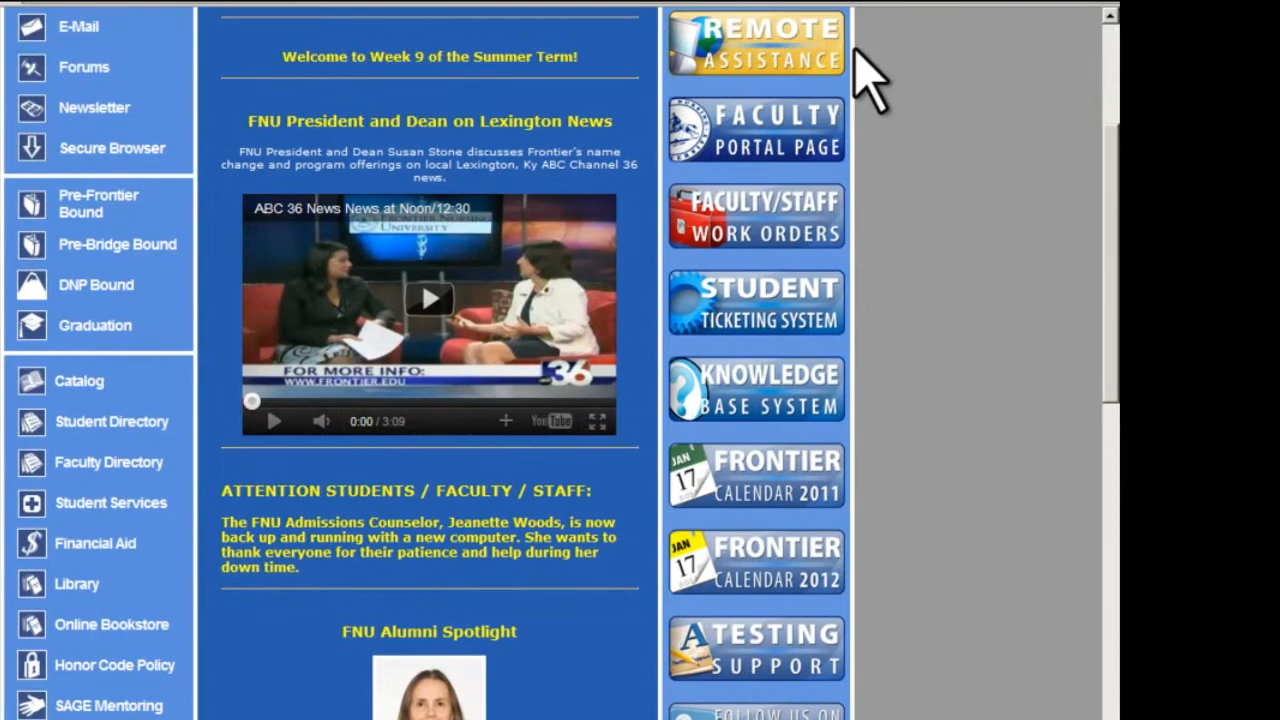 E-Mail
Forums
Newsletter
Secure Browser
Pre-Frontier
Bound
Pre-Bridge Bound
DNP Bound
Graduation
Catalog
Student Directory
Faculty Directory
Student Services
Financial Aid
Library
Online Bookstore
Honor Code Policy
SAGE Mentoring
Welcome to Week 9 of the Summer Term!
FNU President and Dean on Lexington News
FNU President and Dean Susan Stone discusses Frontier's name
change and program offerings on local Lexington, Ky ABC Channel 36
news.
ABC 36 News News at Noon/12:30
FRONTIER NURSING
UNIVERSITY
FOR MORE INFO:
WWW.FRONTIER.EDU
36
0:00 / 3:09
YouTube
ATTENTION STUDENTS / FACULTY / STAFF:
The FNU Admissions Counselor, Jeanette Woods, is now
back up and running with a new computer. She wants to
thank everyone for their patience and help during her
down time.
FNU Alumni Spotlight
REMOTE
ASSISTANCE
FACULTY
PORTAL PAGE
FACULTY/STAFF
WORK ORDERS
STUDENT
TICKETING SYSTEM
KNOWLEDGE
BASE SYSTEM
JAN
17
FRONTIER
CALENDAR 2011
JAN
17
FRONTIER
CALENDAR 2012
A
TESTING
SUPPORT
FOLLOW US ON